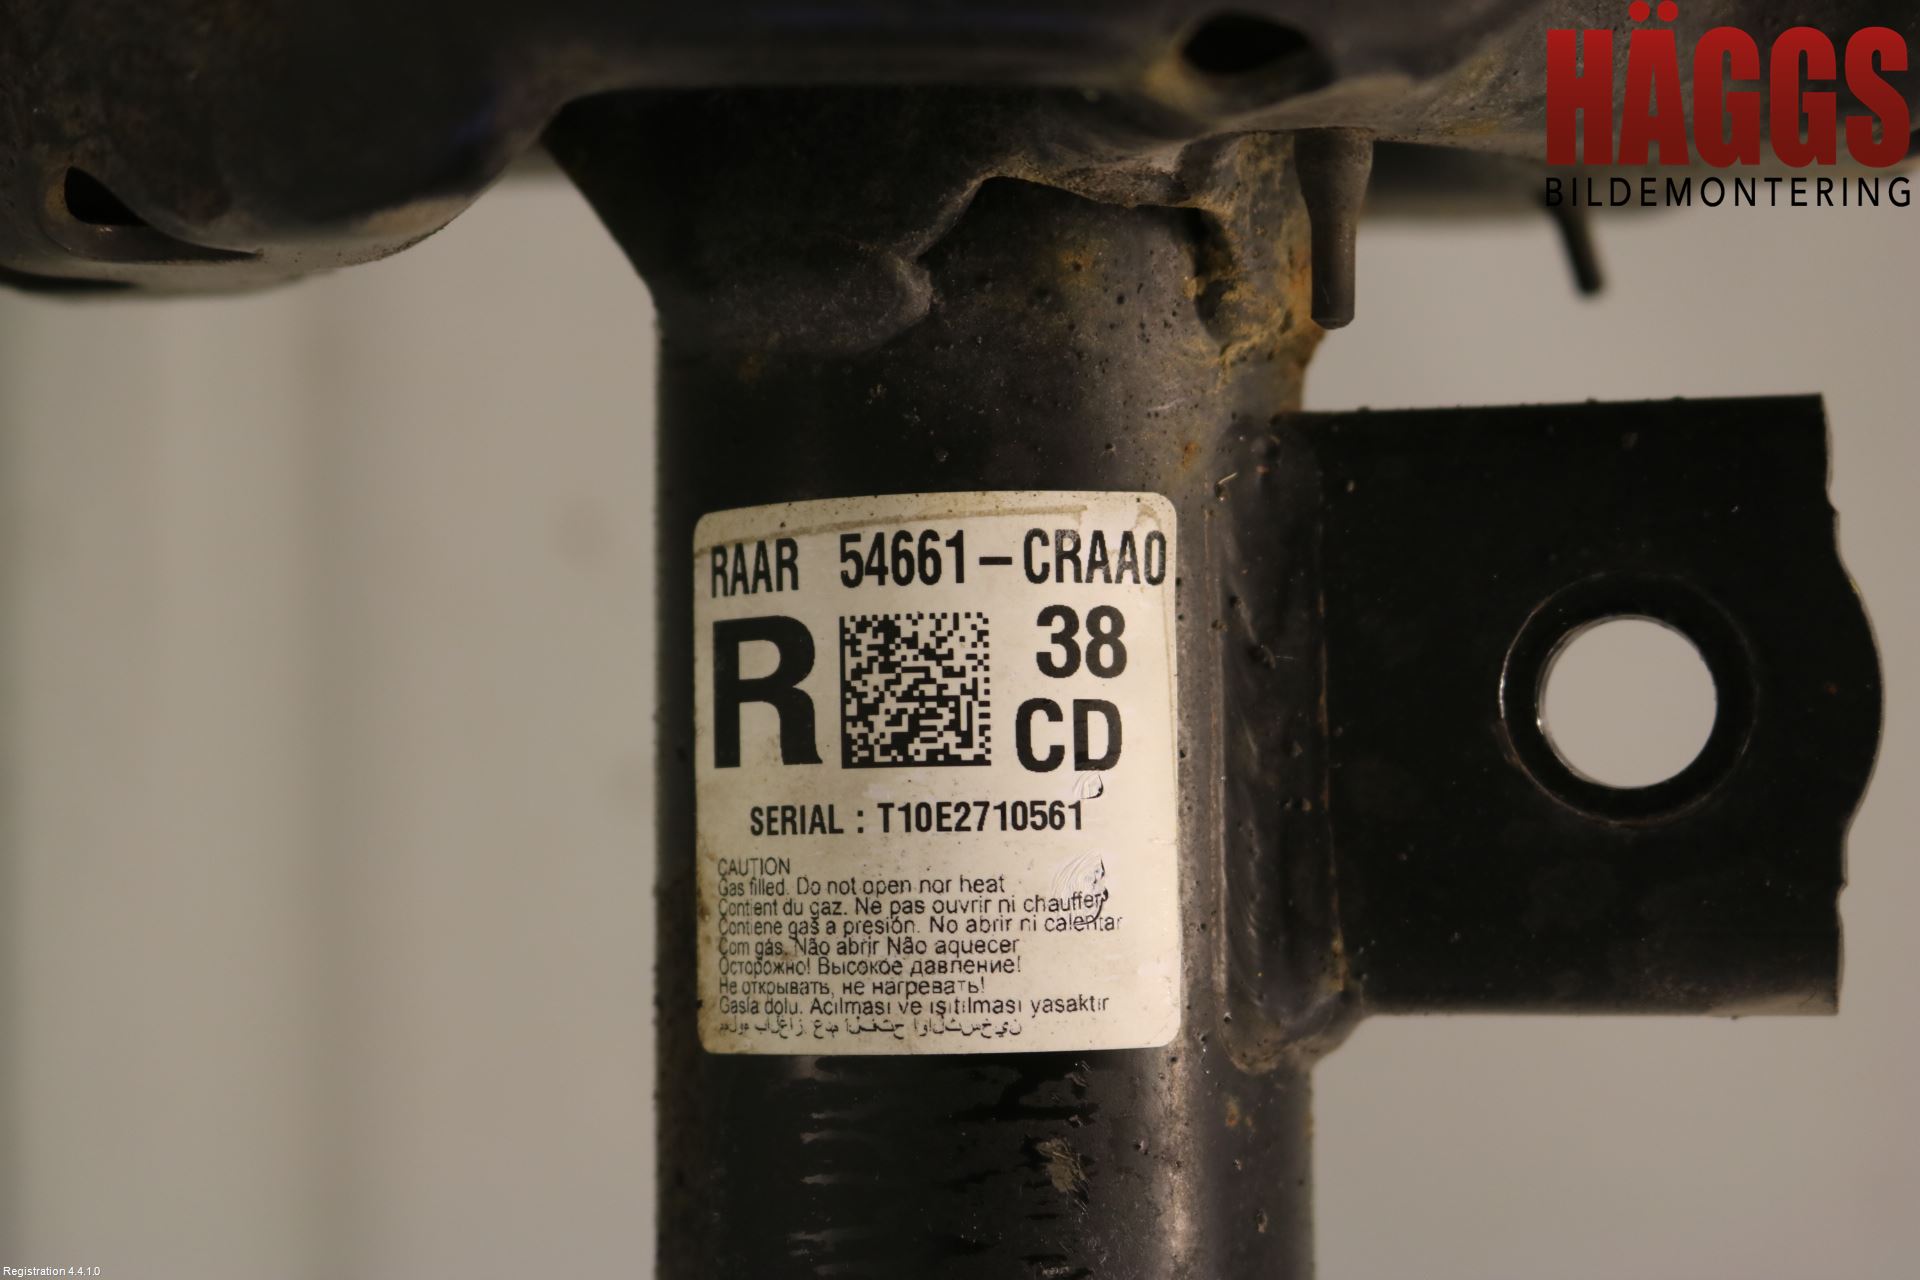 HÄGGS
BILDEMONTERING
RAAR 54661-CRAA0
R
38
CD
SERIAL : T10E2710561
CAUTION
Gas filled. Do not open nor heat
Contient du gaz. Ne pas ouvrir ni chauffer
Contiene gas a presión. No abrir ni calentar
Com gás. Não abrir Não aquecer
Осторожно! Высокое давление!
Не открывать, не нагревать!
Gasla dolu. Acılması ve ısıtılması yasaktır
Registration 4.4.1.0